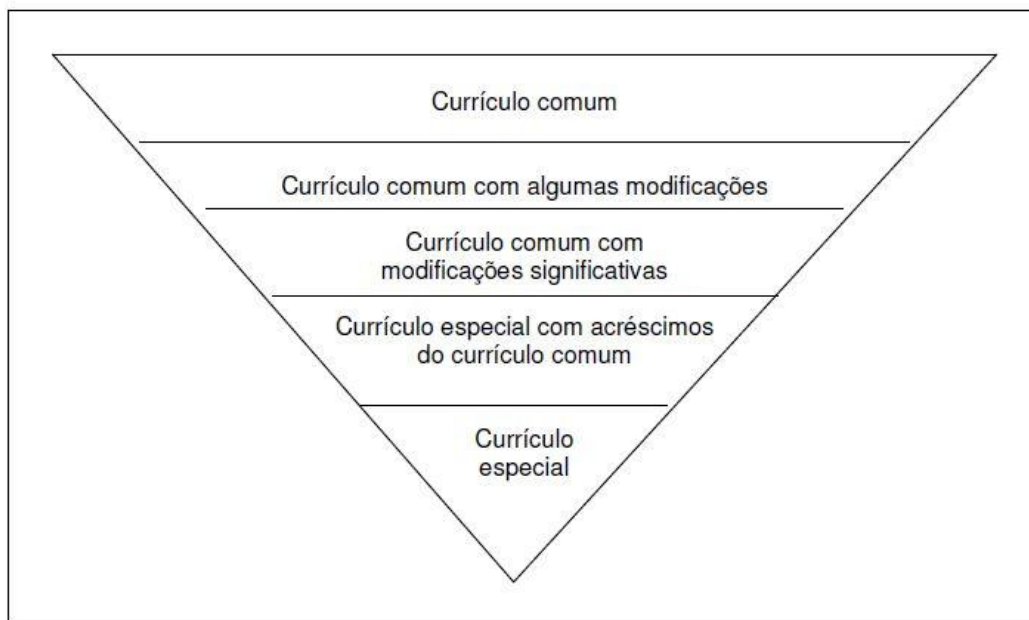 Currículo comum
Currículo comum com algumas modificações
Currículo comum com
modificações significativas
Currículo especial com acréscimos
do currículo comum
Currículo
especial